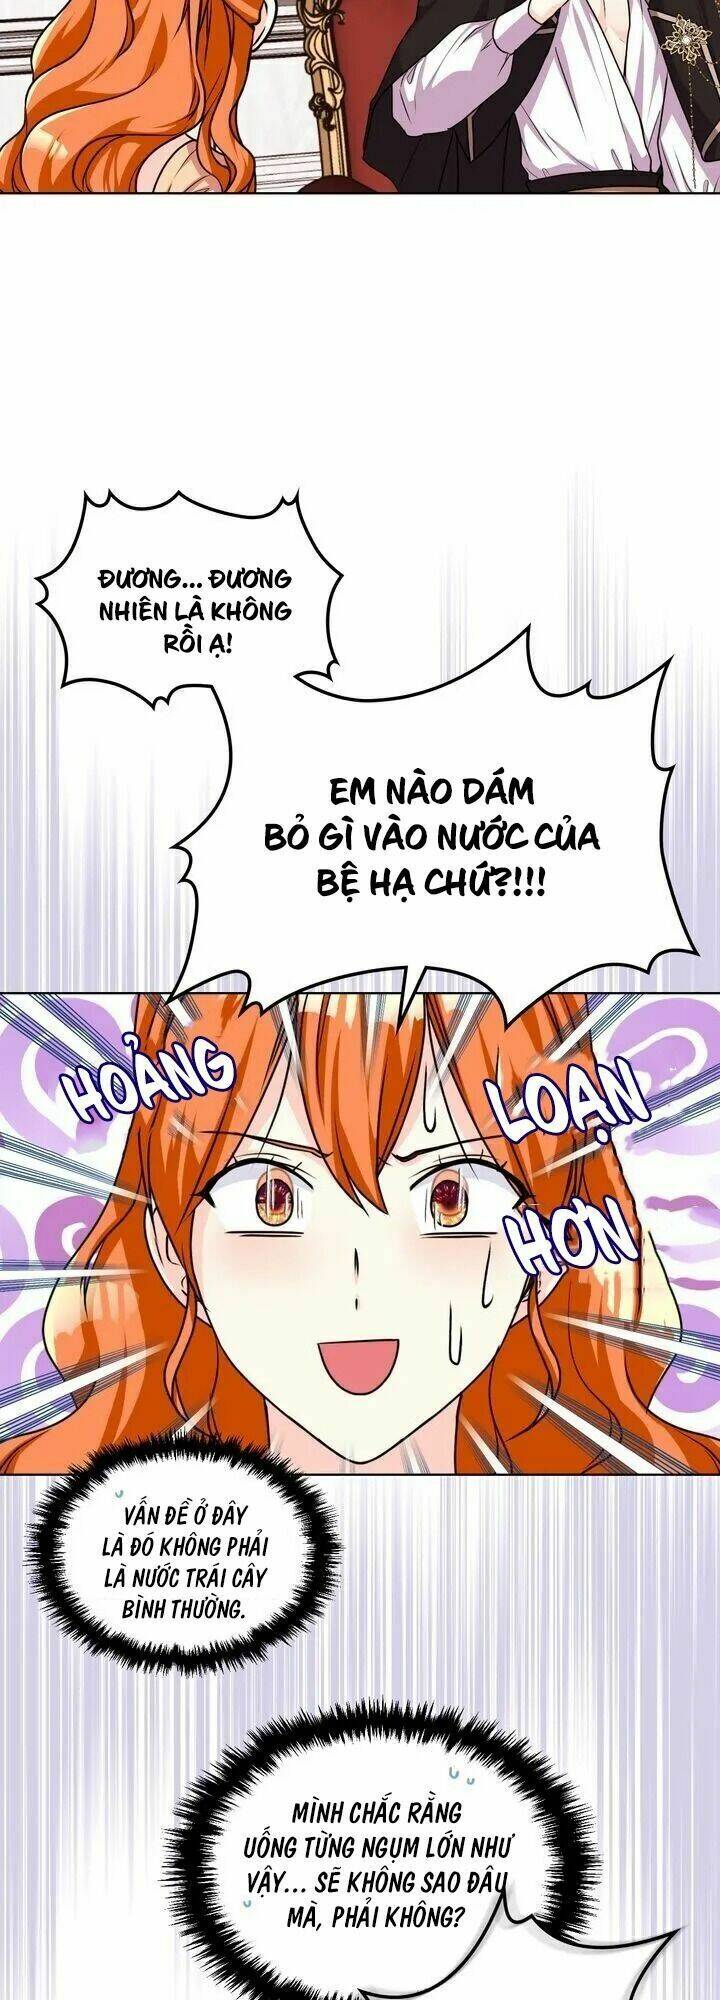 ĐƯƠNG... ĐƯƠNG
NHIÊN LÀ KHÔNG
RỒI Ạ!
EM NÀO DÁM
BỎ GÌ VÀO NƯỚC CỦA
BỆ HẠ CHỨ?!!!
HOẢNG
LOẠN
HƠN
VẤN ĐỀ Ở ĐÂY
LÀ ĐÓ KHÔNG PHẢI
LÀ NƯỚC TRÁI CÂY
BÌNH THƯỜNG.
MÌNH CHẮC RẰNG
UỐNG TỪNG NGỤM LỚN NHƯ
VẬY... SẼ KHÔNG SAO ĐÂU
MÀ, PHẢI KHÔNG?